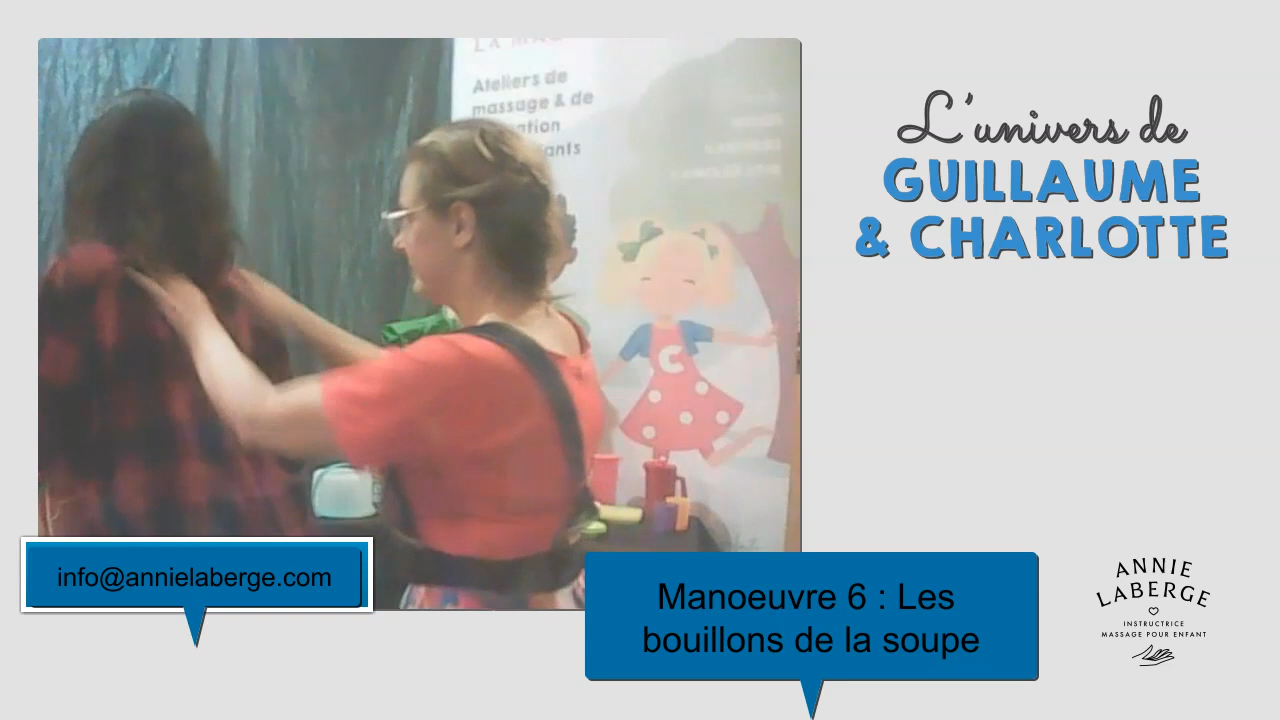 Ateliers de
massage & de
ants
L'univers de
GUILLAUME
& CHARLOTTE
C
info@annielaberge.com
Manoeuvre 6 : Les
bouillons de la soupe
ANNIE
LABERGE
INSTRUCTRICE
MASSAGE POUR ENFANT